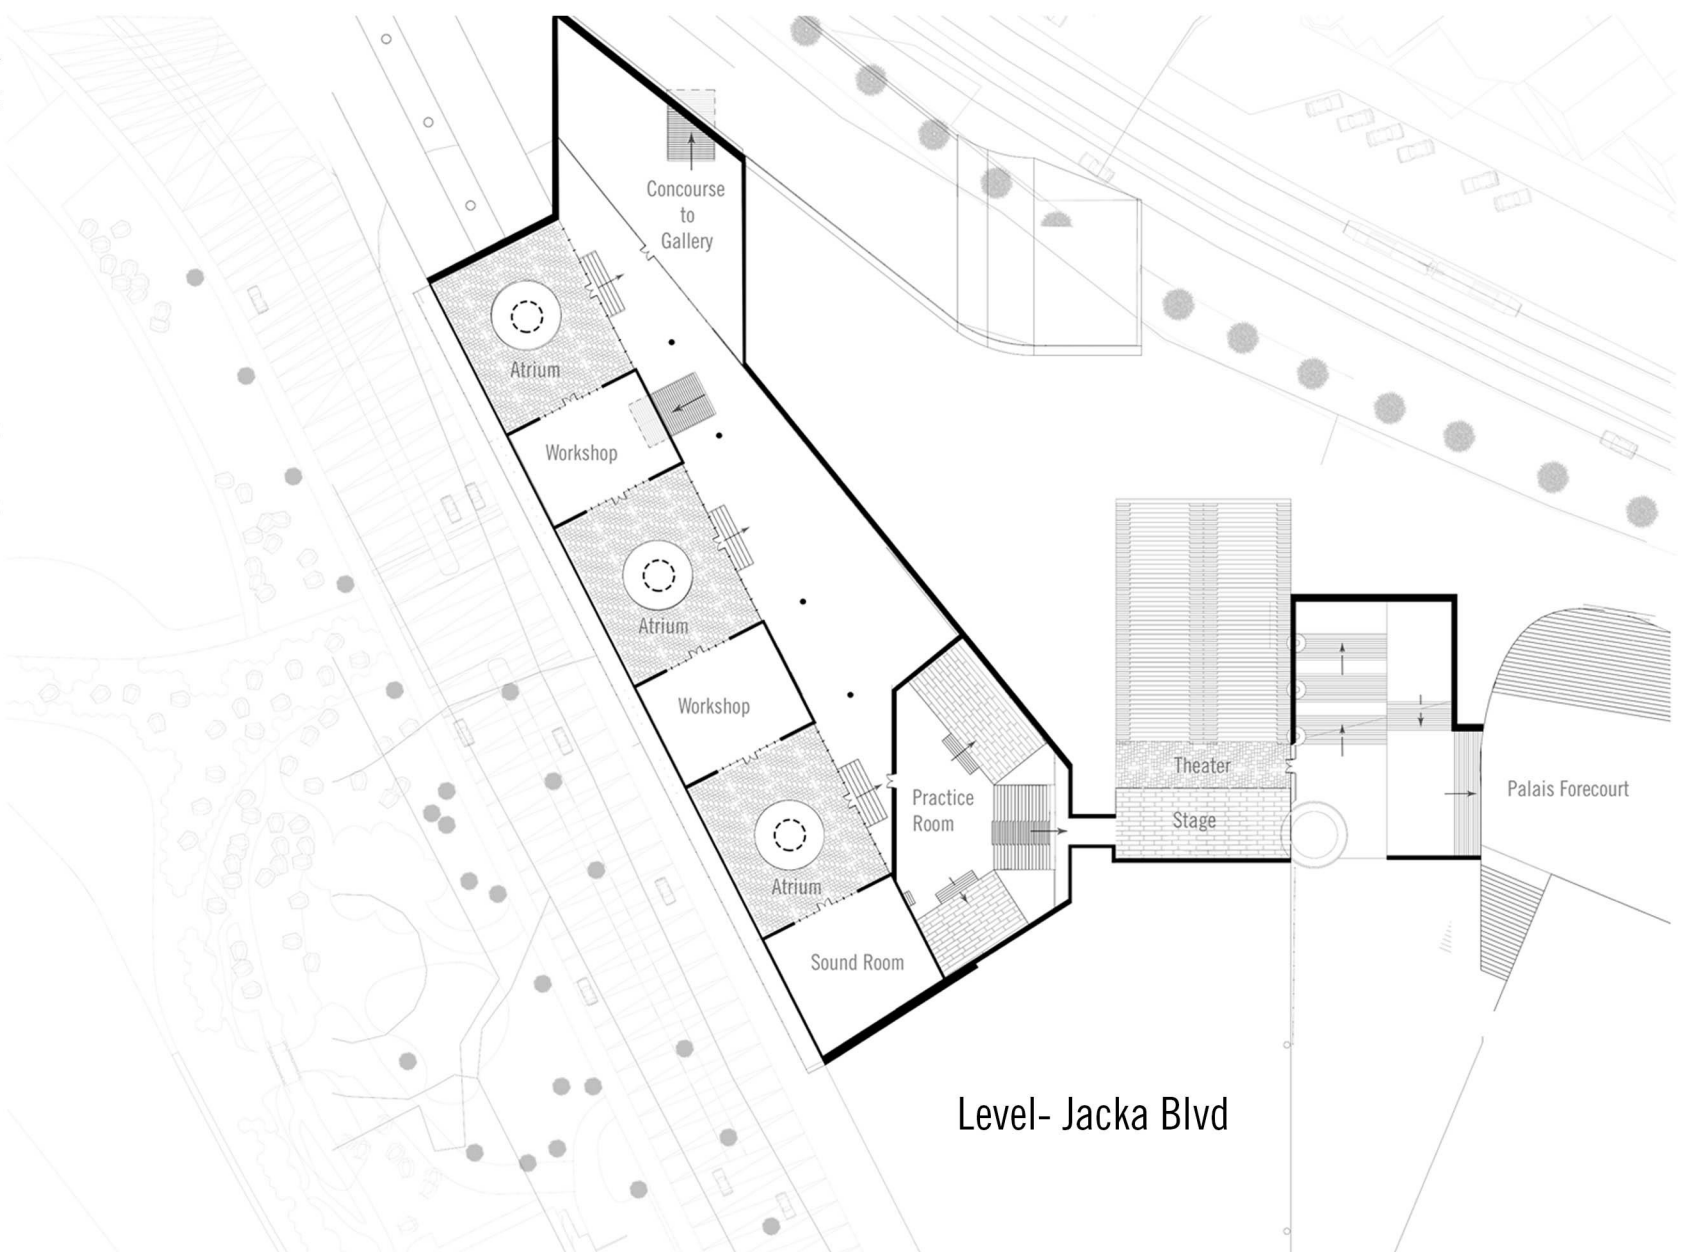 Concourse
to
Gallery
Atrium
Workshop
Atrium
Workshop
Theater
Palais Forecourt
Practice
Room
Stage
Atrium
Sound Room
Level- Jacka Blvd